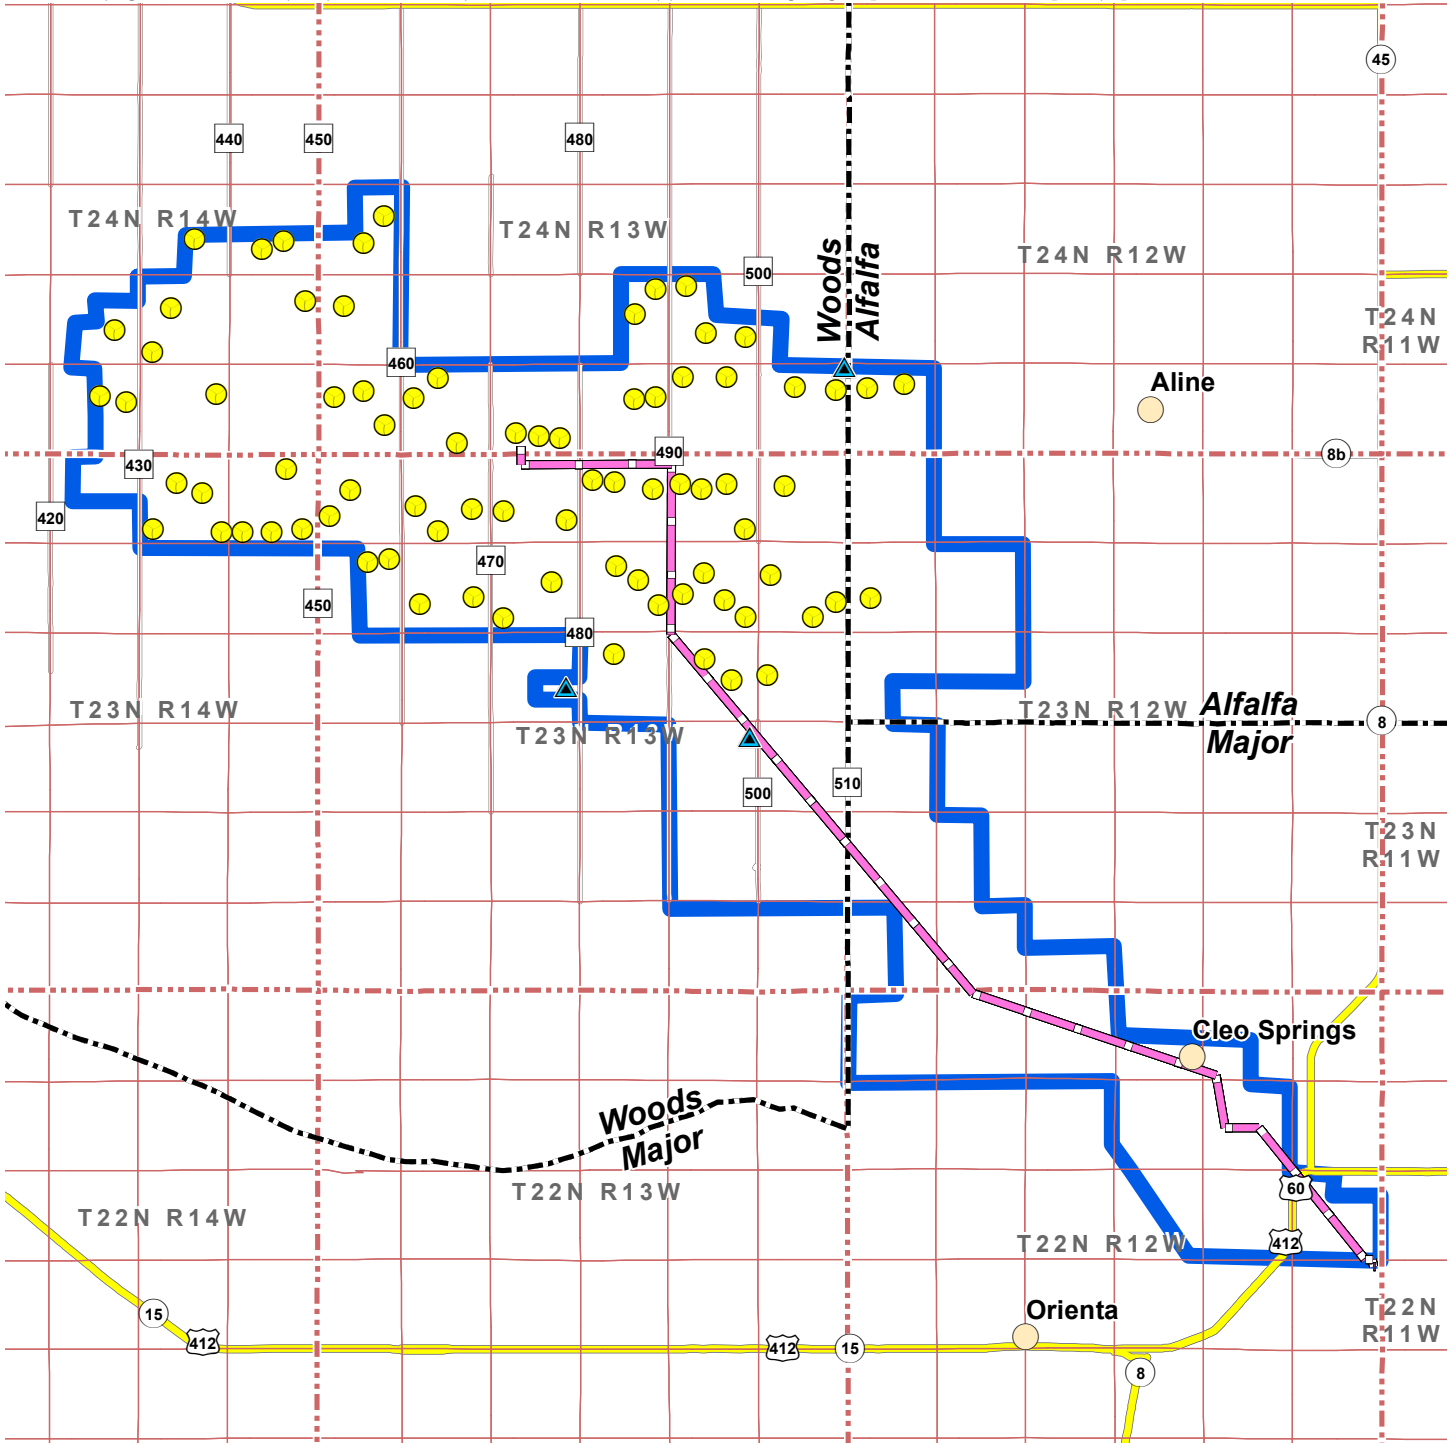 45
440
450
480
T24N R14W
T24N R13W
Woods
Alfalfa
T24N R12W
500
T24N
R11W
460
Aline
490
8b
430
420
470
450
480
T23N R14W
T23N R13W
T23N R12W
Alfalfa
Major
8
510
500
T23N
R11W
Cleo Springs
Woods
Major
T22N R13W
60
T22N R14W
T22N R12W
412
15
412
412
15
Orienta
T22N
R11W
8